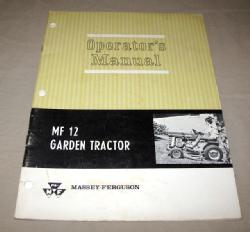 Operator's
Manual
MF 12
GARDEN TRACTOR
MASSEY-FERGUSON